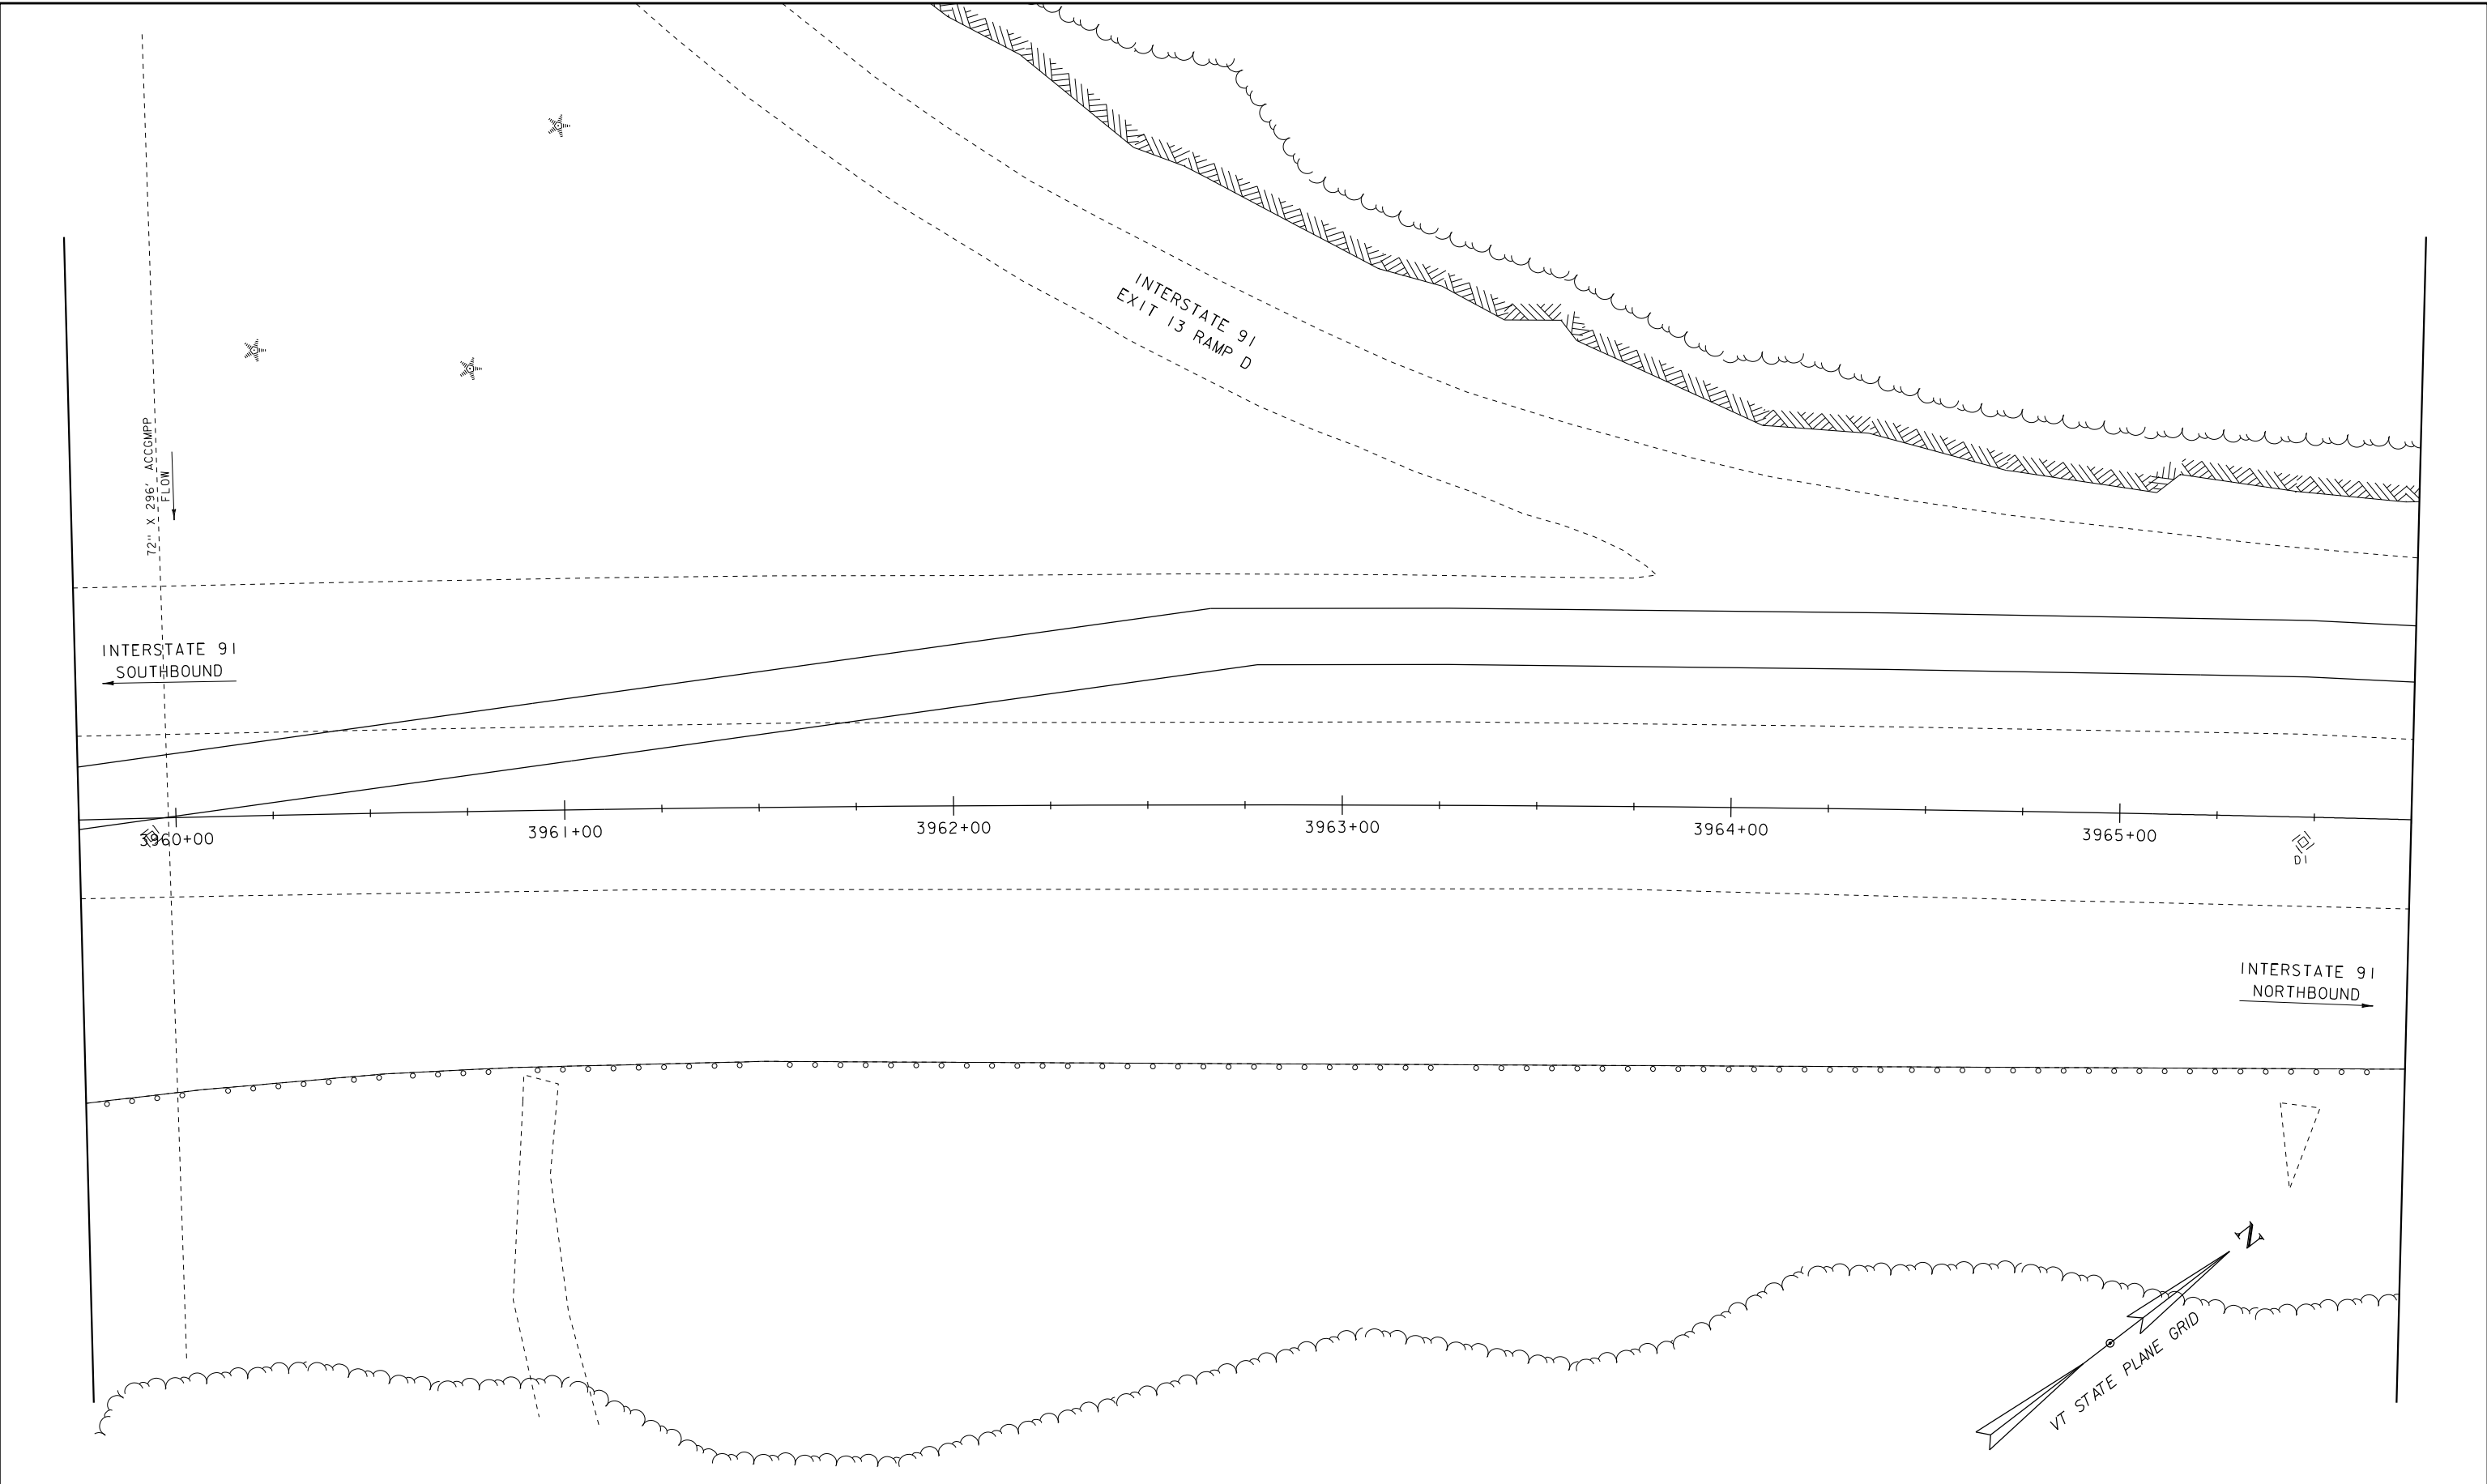 INTERSTATE 91
EXIT 13 RAMP D
72" X 296' ACCGMPP
FLOW
INTERSTATE 91
SOUTHBOUND
3960+00
3961+00
3962+00
3963+00
3964+00
3965+00
DI
INTERSTATE 91
NORTHBOUND
N
VT STATE PLANE GRID